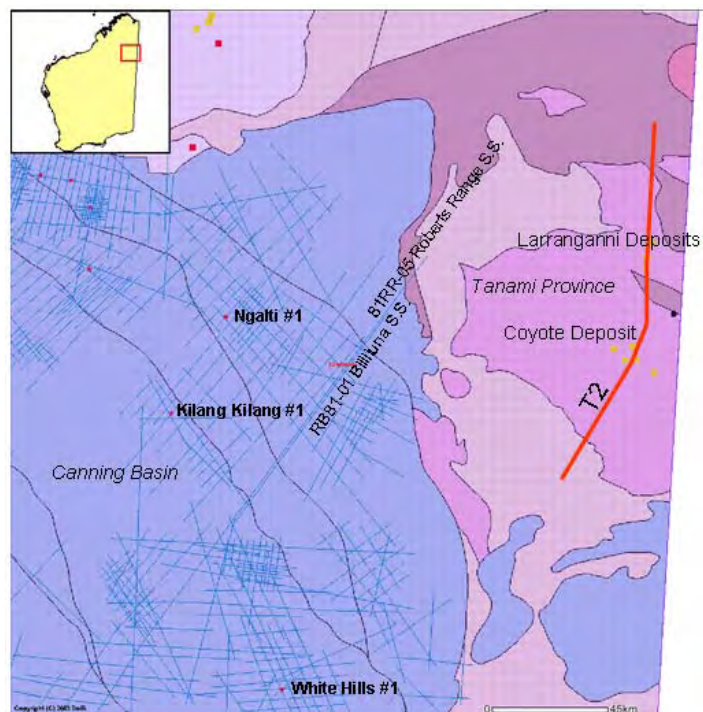 81RR-05 Roberts Range S.S.
Larranganni Deposits
Tanami Province
Ngalti #1
RB81-01 Billiluna S.S.
Coyote Deposit
T2
Kilang Kilang #1
Canning Basin
White Hills #1
0 45km